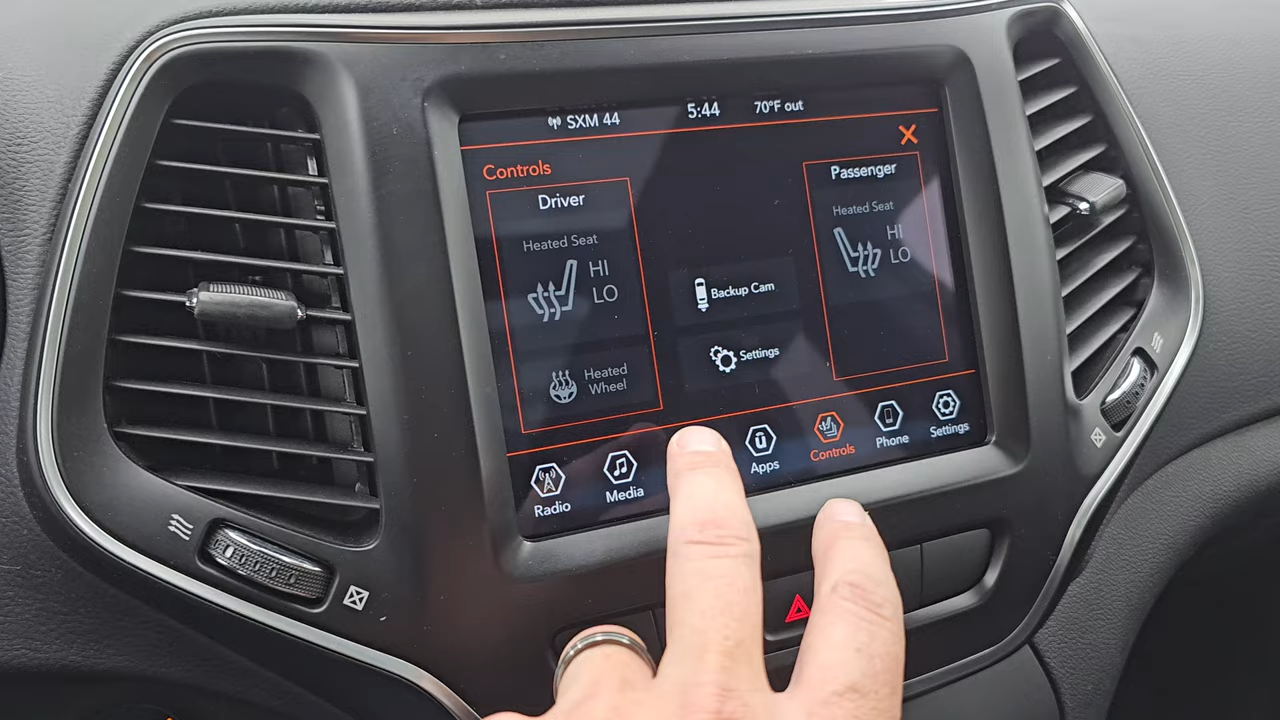 SXM 44
5:44
70°F out
Controls
Driver
Heated Seat
HI
LO
Heated
Wheel
Backup Cam
Settings
Passenger
Heated Seat
HI
LO
Radio
Media
Apps
Controls
Phone
Settings